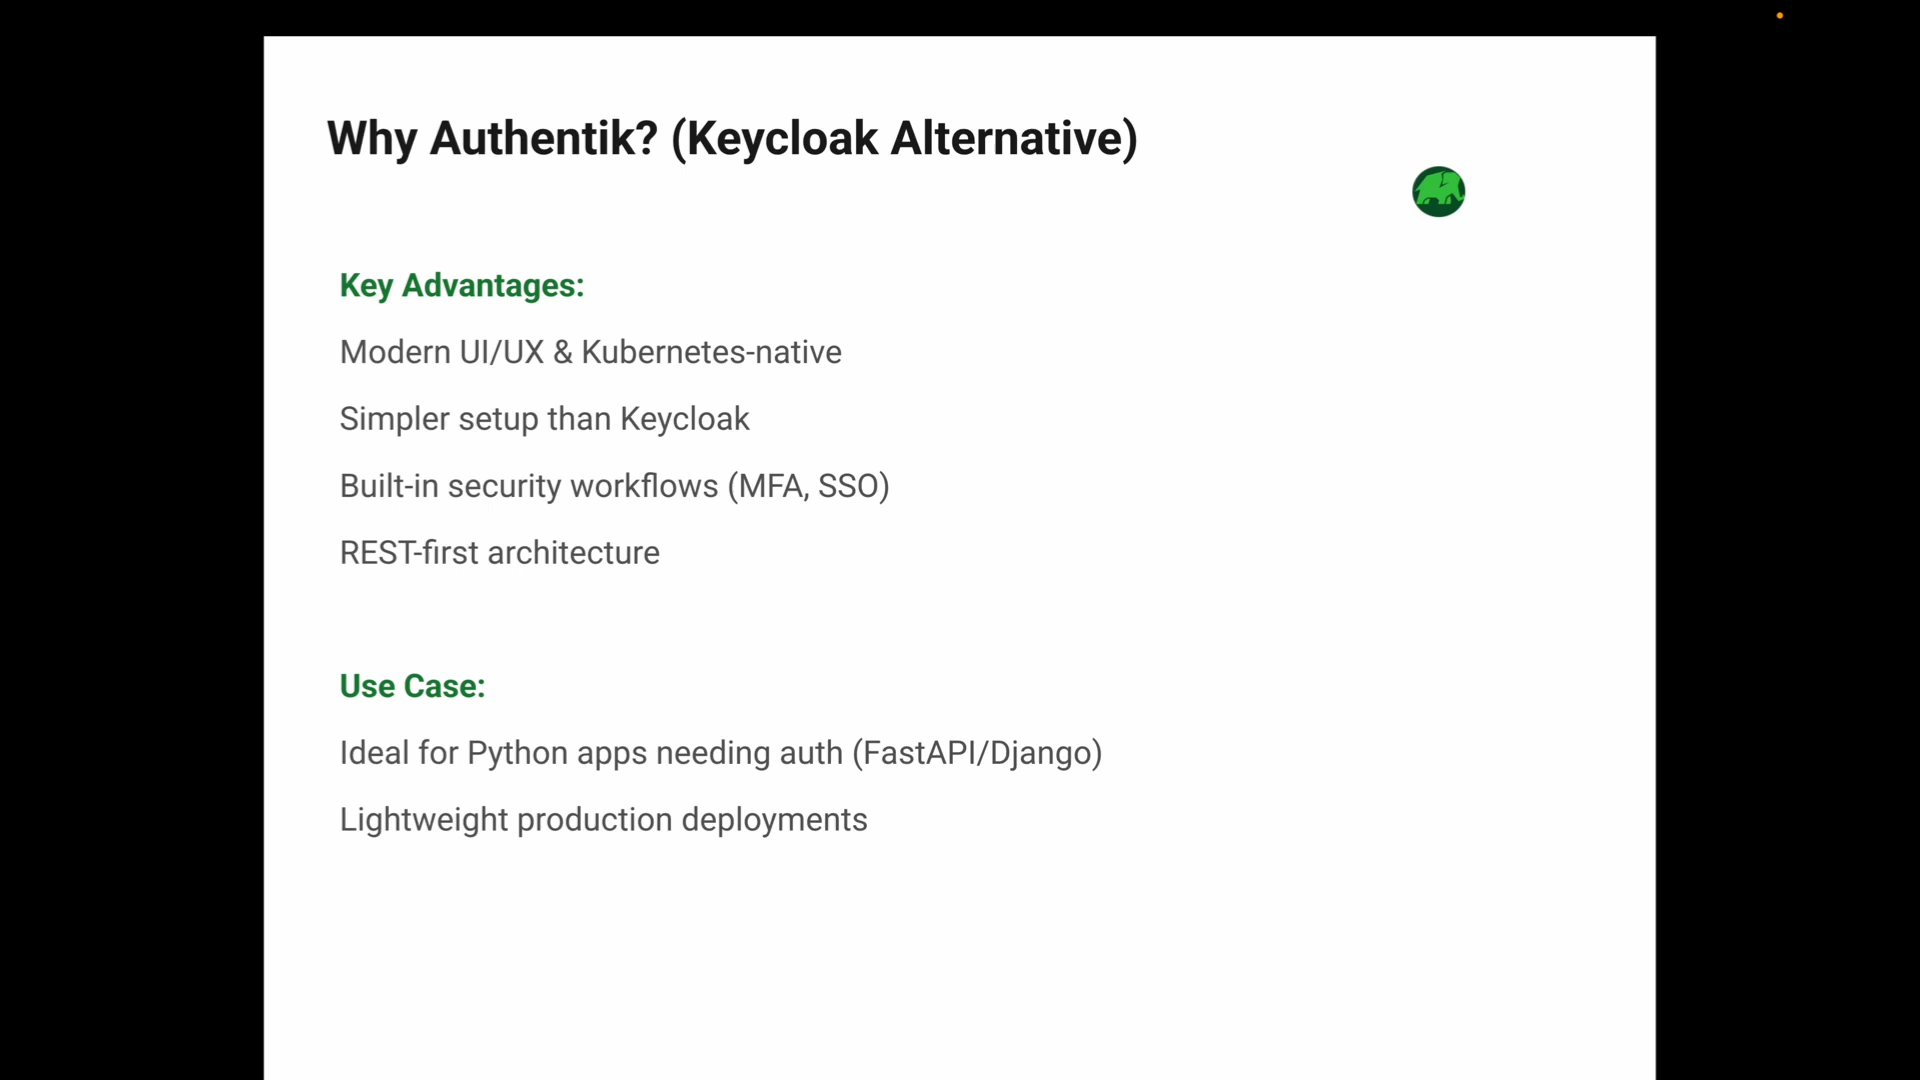 Why Authentik? (Keycloak Alternative)
Key Advantages:
Modern UI/UX & Kubernetes-native
Simpler setup than Keycloak
Built-in security workflows (MFA, SSO)
REST-first architecture
Use Case:
Ideal for Python apps needing auth (FastAPI/Django)
Lightweight production deployments